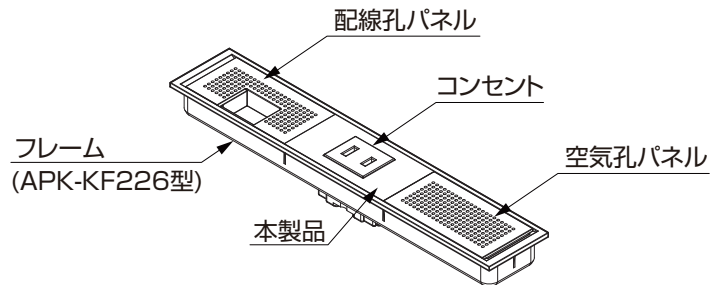 配線孔パネル
コンセント
フレーム
(APK-KF226型)
空気孔パネル
本製品